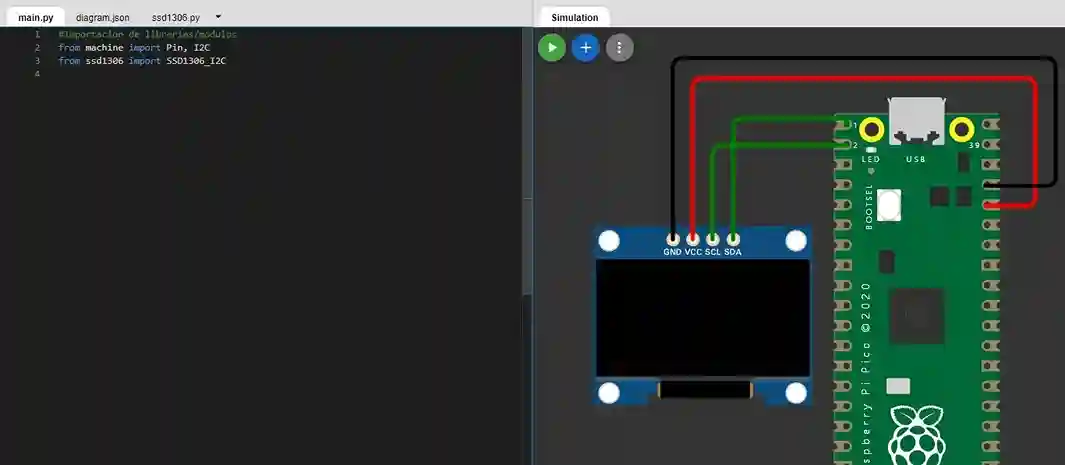 main.py diagram.json ssd1306.py
Simulation
1 #Importacion de librerias/modulos
2 from machine import Pin, I2C
3 from ssd1306 import SSD1306_I2C
4
1
2
39
LED USB
BOOTSEL
GND VCC SCL SDA
spberry Pi Pico ©2020